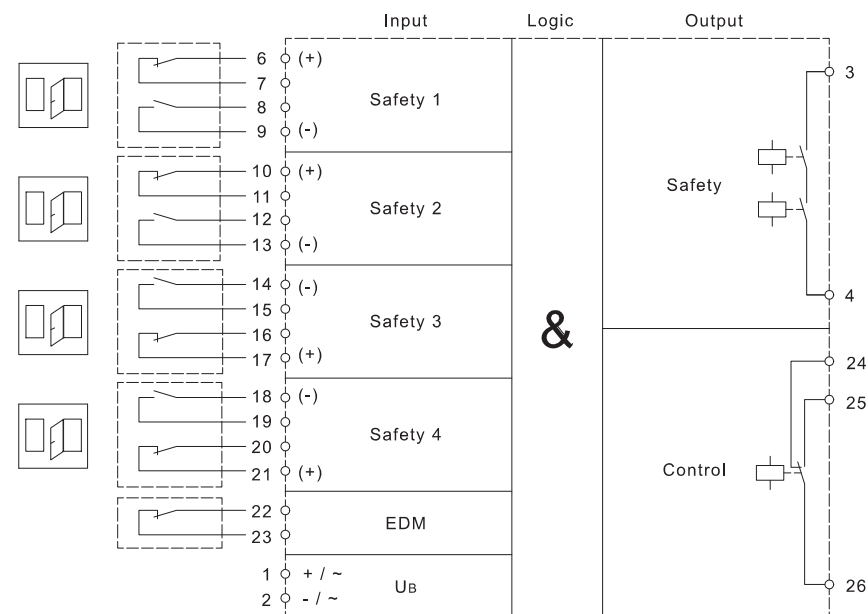 Input Logic Output
6 (+)
7
Safety 1
8
9 (-)
10 (+)
11
Safety 2
12
13 (-)
14 (-)
15
Safety 3
16
17 (+)
18 (-)
19
Safety 4
20
21 (+)
22
EDM
23
1 + / ~
UB
2 - / ~
&
3
Safety
4
24
25
Control
26